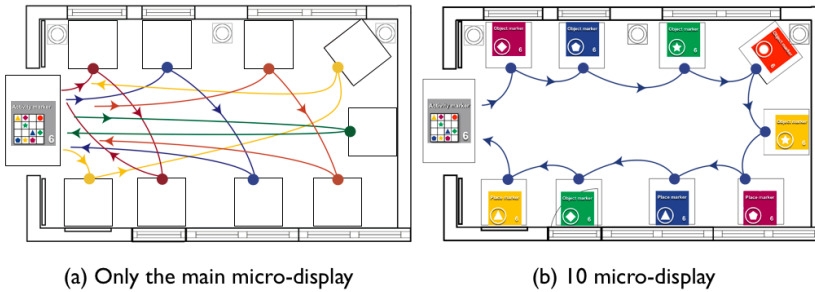 Activity marker
6
(a) Only the main micro-display
Object marker
6
Object marker
6
Object marker
6
Object marker
6
Activity marker
6
Object marker
6
Place marker
6
Object marker
6
Place marker
6
Place marker
6
(b) 10 micro-display